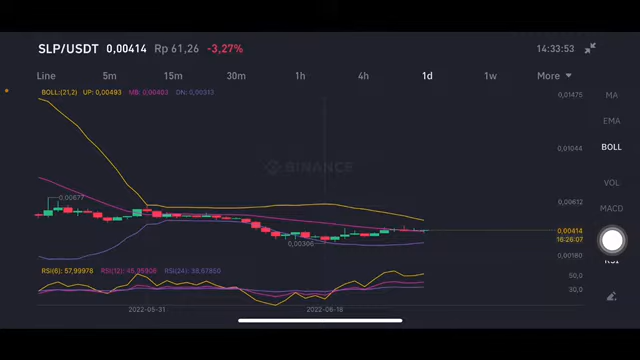 SLP/USDT 0,00414 Rp 61,26 -3,27% 14:33:53
Line 5m 15m 30m 1h 4h 1d 1w More
BOLL:(21,2) UP: 0,00493 MB: 0,00403 DN: 0,00313
0,01475
MA
EMA
0,01044
BOLL
BINANCE
VOL
0,00677
0,00612
MACD
0,00414
16:26:07
0,00306
0,00180
RSI(6): 57,99978 RSI(12): 45,95908 RSI(24): 38,67850
50,0
30,0
2022-05-31 2022-06-18